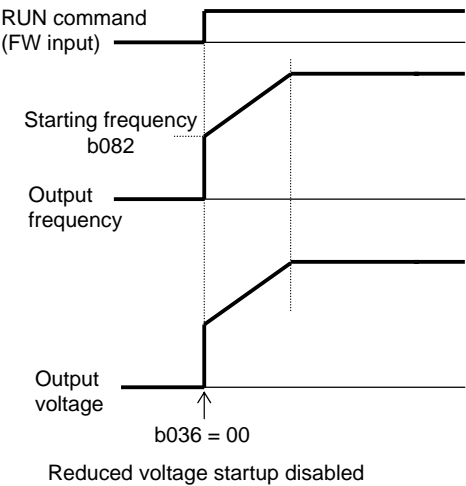 RUN command
(FW input)
Starting frequency
b082
Output
frequency
Output
voltage
b036 = 00
Reduced voltage startup disabled